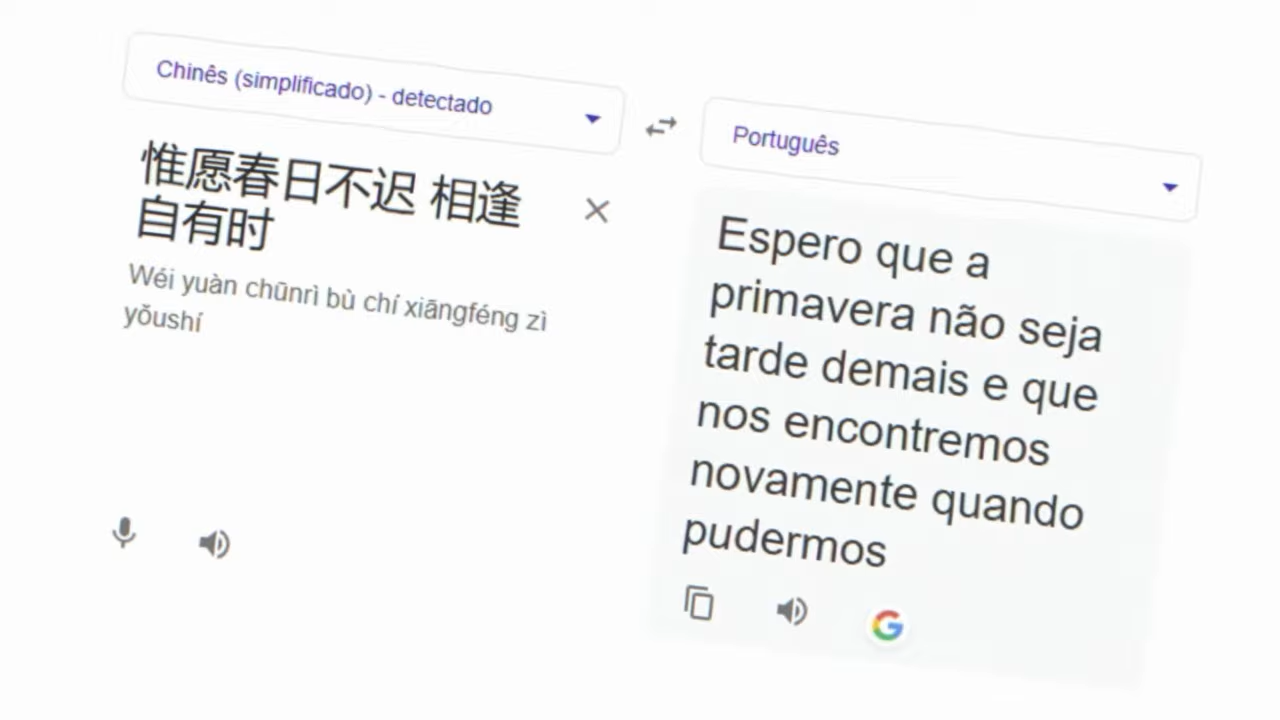 Chinês (simplificado) - detectado
惟愿春日不迟 相逢
自有时
Wéi yuàn chūnrì bù chí xiāngféng zì
yǒushí
Português
Espero que a
primavera não seja
tarde demais e que
nos encontremos
novamente quando
pudermos